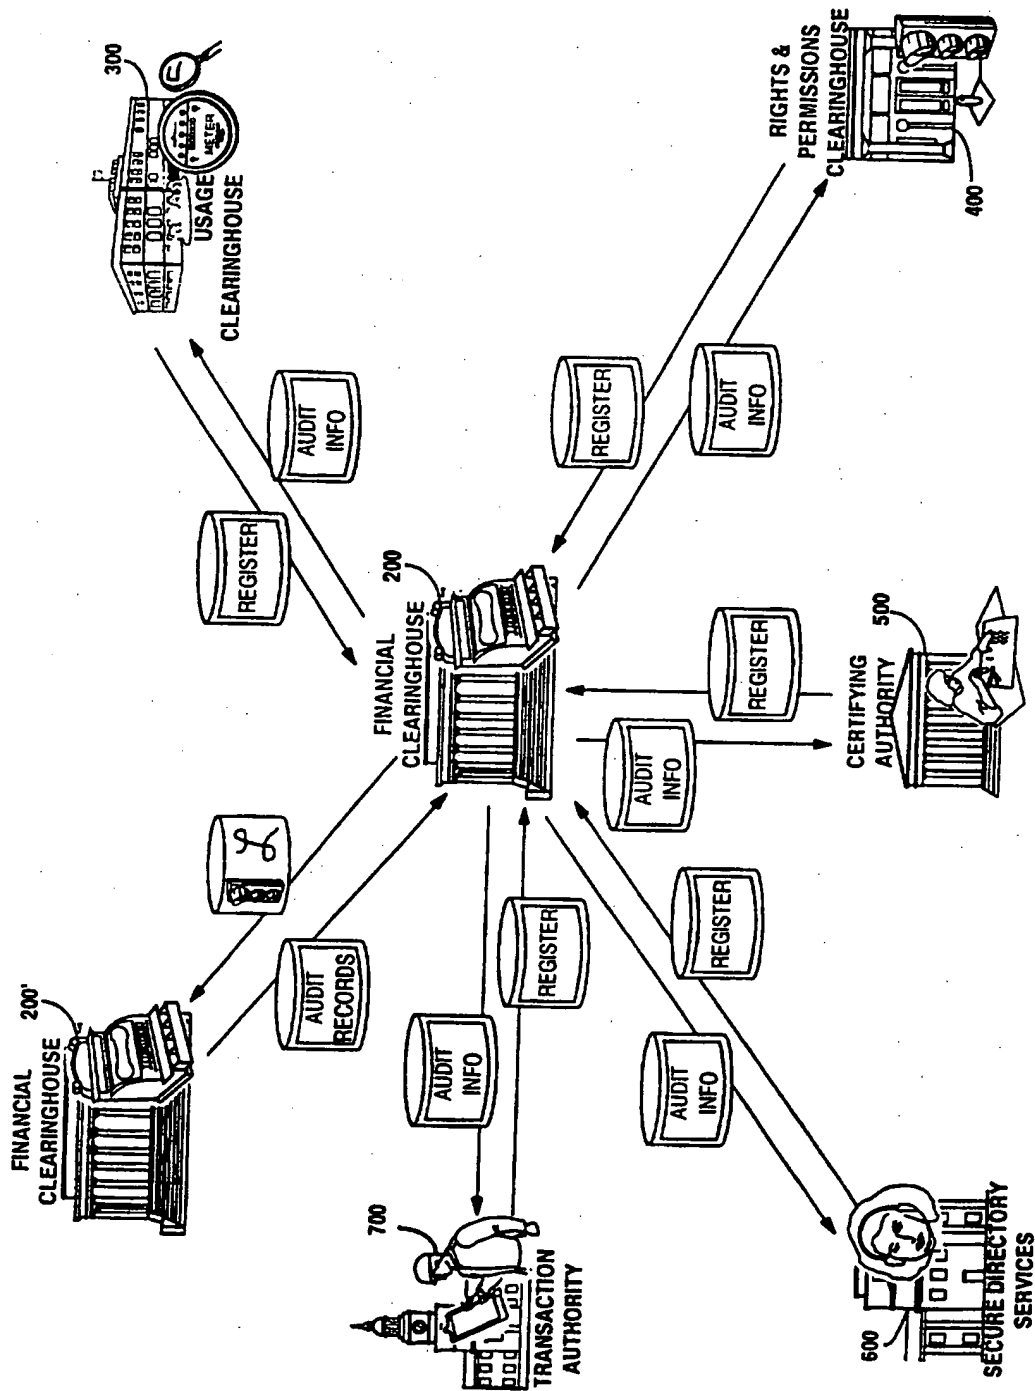 FINANCIAL
CLEARINGHOUSE
200'
300
METER
USAGE
CLEARINGHOUSE
AUDIT
RECORDS
REGISTER
AUDIT
INFO
700
TRANSACTION
AUTHORITY
AUDIT
INFO
REGISTER
FINANCIAL
CLEARINGHOUSE
200
REGISTER
AUDIT
INFO
RIGHTS &
PERMISSIONS
CLEARINGHOUSE
400
AUDIT
INFO
REGISTER
AUDIT
INFO
REGISTER
600
SECURE DIRECTORY
SERVICES
CERTIFYING
AUTHORITY
500